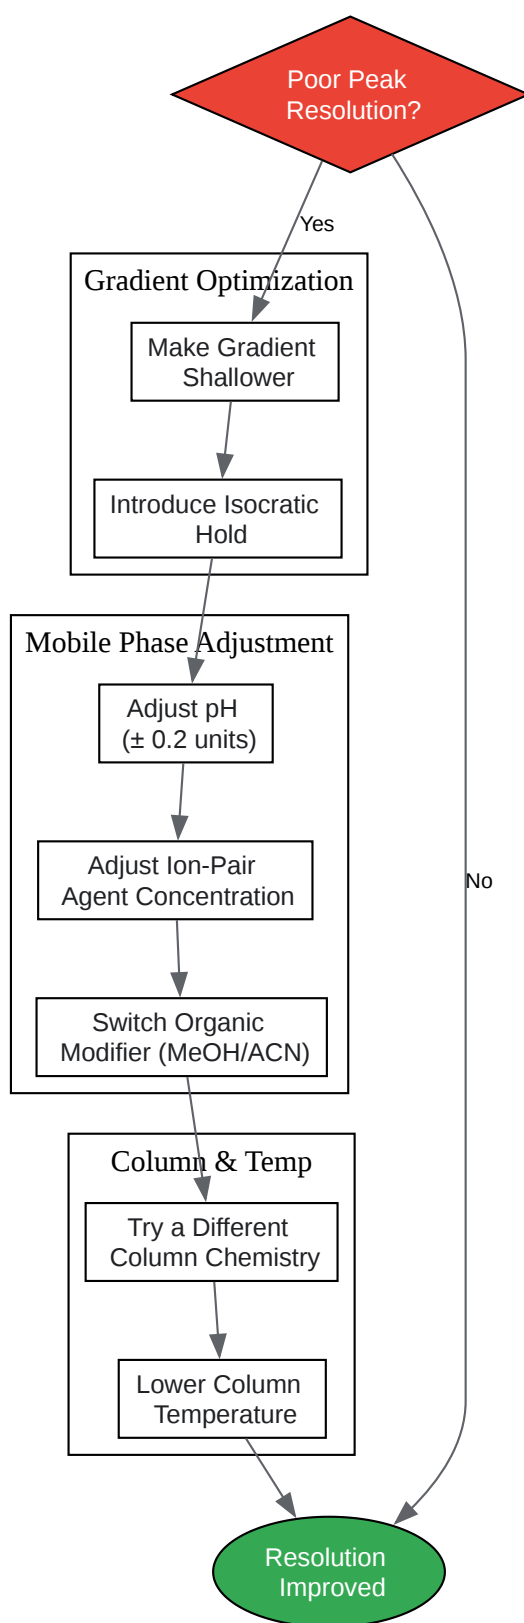 Poor Peak
Resolution?
Yes
Gradient Optimization
Make Gradient
Shallower
Introduce Isocratic
Hold
Mobile Phase Adjustment
Adjust pH
(± 0.2 units)
Adjust Ion-Pair
Agent Concentration
No
Switch Organic
Modifier (MeOH/ACN)
Column & Temp
Try a Different
Column Chemistry
Lower Column
Temperature
Resolution
Improved